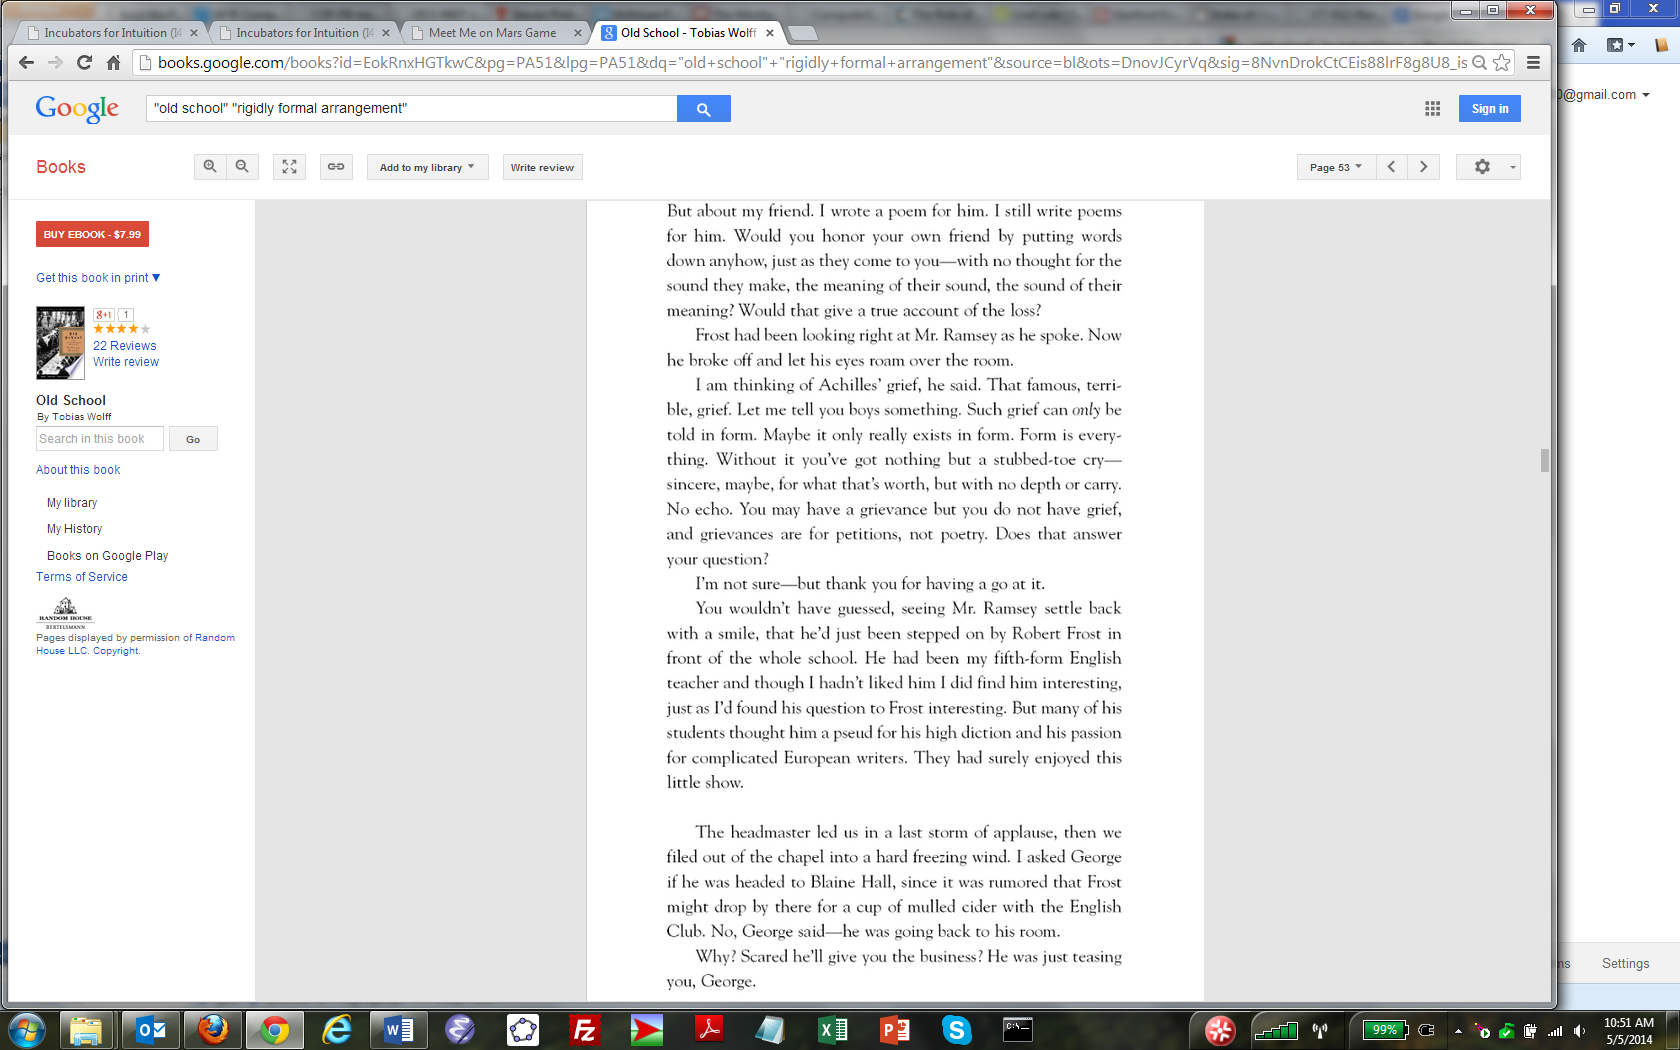 Incubators for Intuition (I4
Incubators for Intuition (I4
Meet Me on Mars Game
Old School - Tobias Wolff
books.google.com/books?id=EokRnxHGTkwC&pg=PA51&lpg=PA51&dq="old+school"+"rigidly+formal+arrangement"&source=bl&ots=DnovJCyrVq&sig=8NvnDrokCtCEis88lrF8g8U8_is
0@gmail.com
Google
"old school" "rigidly formal arrangement"
Sign in
Books
Add to my library
Write review
Page 53
BUY EBOOK - $7.99
Get this book in print ▼
g+1 1
22 Reviews
Write review
Old School
By Tobias Wolff
Search in this book
Go
About this book
My library
My History
Books on Google Play
Terms of Service
RANDOM HOUSE
BERTELSMANN
Pages displayed by permission of Random
House LLC. Copyright.
But about my friend. I wrote a poem for him. I still write poems
for him. Would you honor your own friend by putting words
down anyhow, just as they come to you—with no thought for the
sound they make, the meaning of their sound, the sound of their
meaning? Would that give a true account of the loss?
Frost had been looking right at Mr. Ramsey as he spoke. Now
he broke off and let his eyes roam over the room.
I am thinking of Achilles' grief, he said. That famous, terri-
ble, grief. Let me tell you boys something. Such grief can only be
told in form. Maybe it only really exists in form. Form is every-
thing. Without it you've got nothing but a stubbed-toe cry—
sincere, maybe, for what that's worth, but with no depth or carry.
No echo. You may have a grievance but you do not have grief,
and grievances are for petitions, not poetry. Does that answer
your question?
I'm not sure—but thank you for having a go at it.
You wouldn't have guessed, seeing Mr. Ramsey settle back
with a smile, that he'd just been stepped on by Robert Frost in
front of the whole school. He had been my fifth-form English
teacher and though I hadn't liked him I did find him interesting,
just as I'd found his question to Frost interesting. But many of his
students thought him a pseud for his high diction and his passion
for complicated European writers. They had surely enjoyed this
little show.
The headmaster led us in a last storm of applause, then we
filed out of the chapel into a hard freezing wind. I asked George
if he was headed to Blaine Hall, since it was rumored that Frost
might drop by there for a cup of mulled cider with the English
Club. No, George said—he was going back to his room.
Why? Scared he'll give you the business? He was just teasing
you, George.
ms
Settings
99%
10:51 AM
5/5/2014